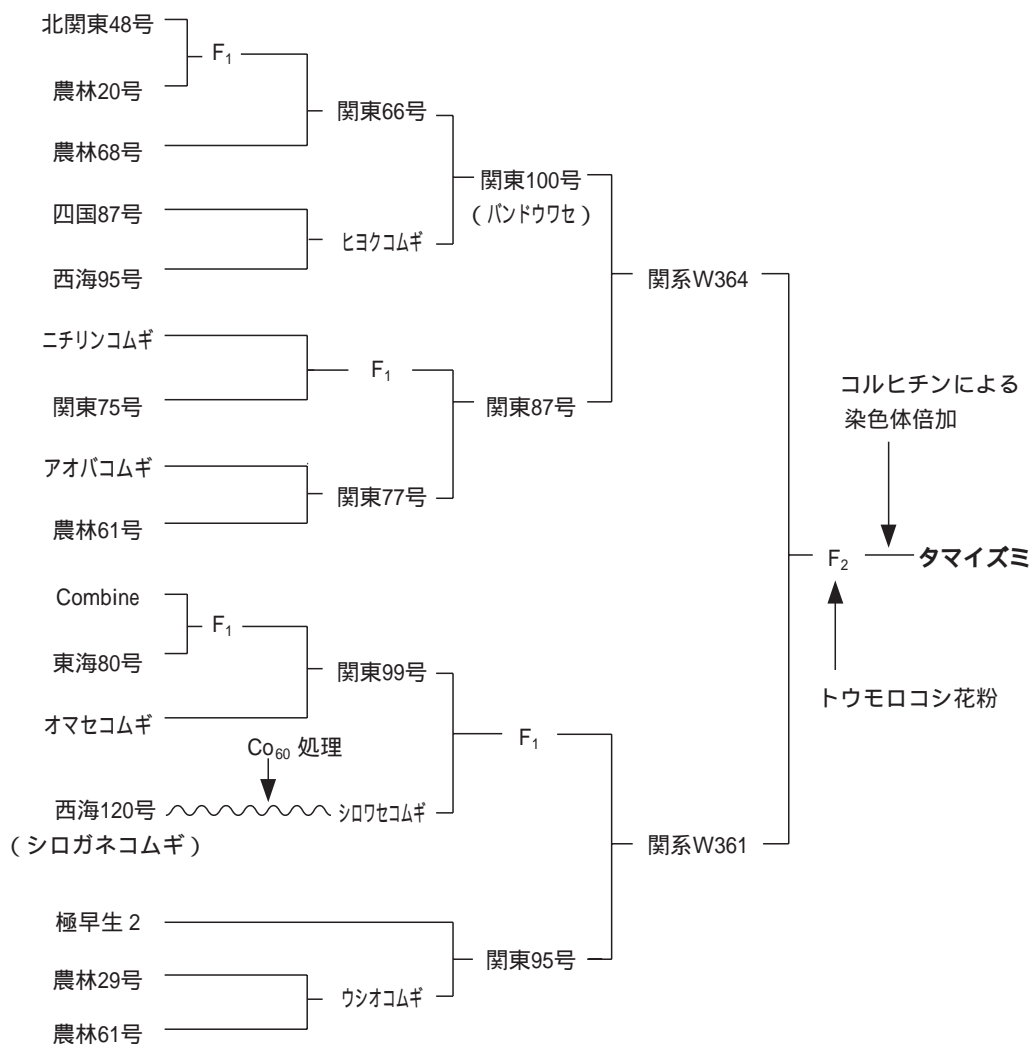 北関東48号
F₁
農林20号
関東66号
農林68号
関東100号
(バンドウワセ)
四国87号
ヒヨクコムギ
西海95号
関系W364
ニチリンコムギ
F₁
関東75号
関東87号
アオバコムギ
関東77号
農林61号
コルヒチンによる
染色体倍加
F₂
タマイズミ
トウモロコシ花粉
Combine
F₁
東海80号
関東99号
オマセコムギ
F₁
Co₆₀ 処理
西海120号
(シロガネコムギ)
シロワセコムギ
関系W361
極早生2
関東95号
農林29号
ウシオコムギ
農林61号